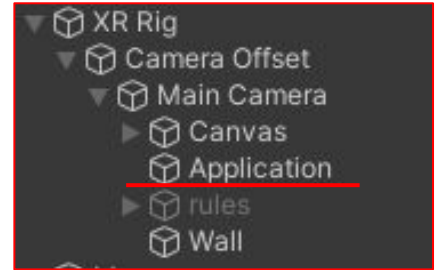 XR Rig
Camera Offset
Main Camera
Canvas
Application
rules
Wall